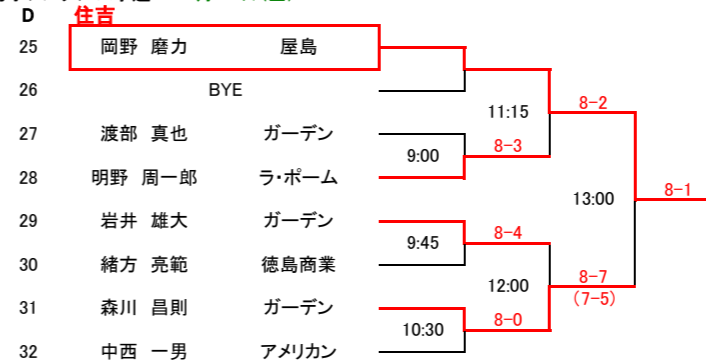 D 住吉
25 岡野 磨力 屋島
26 BYE
11:15 8-2
27 渡部 真也 ガーデン
9:00 8-3
28 明野 周一郎 ラ・ポーム
13:00 8-1
29 岩井 雄大 ガーデン
9:45 8-4
30 緒方 亮範 徳島商業
12:00 8-7
(7-5)
31 森川 昌則 ガーデン
10:30 8-0
32 中西 一男 アメリカン